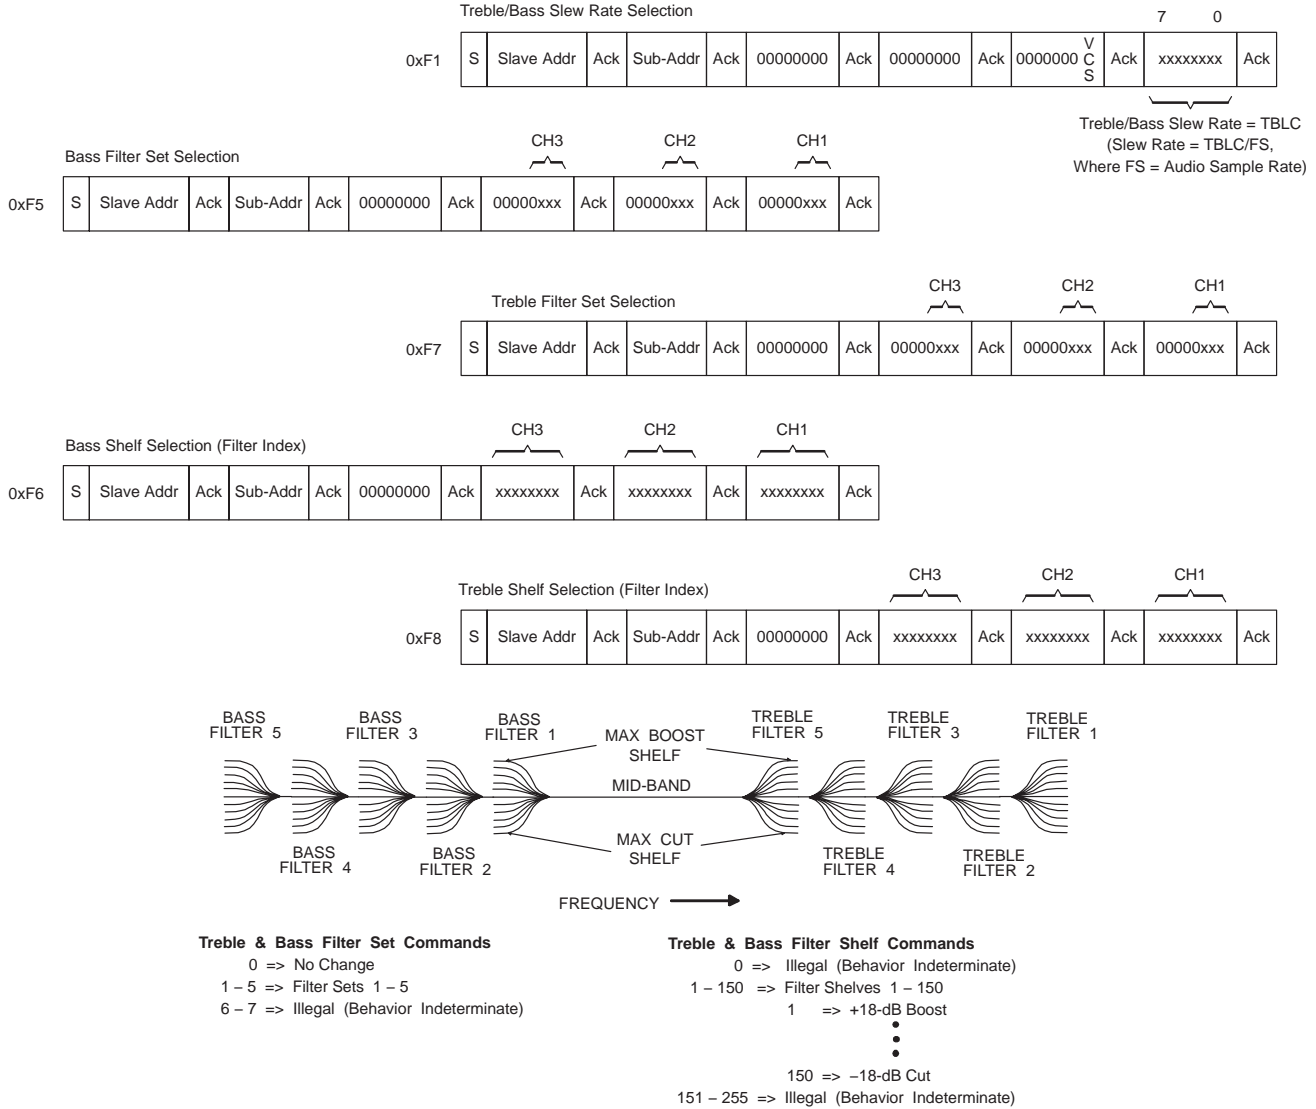 Treble/Bass Slew Rate Selection
7 0
0xF1 S Slave Addr Ack Sub-Addr Ack 00000000 Ack 00000000 Ack 0000000 VCS Ack xxxxxxxx Ack
Treble/Bass Slew Rate = TBLC
(Slew Rate = TBLC/FS,
Where FS = Audio Sample Rate)
Bass Filter Set Selection
CH3 CH2 CH1
0xF5 S Slave Addr Ack Sub-Addr Ack 00000000 Ack 00000xxx Ack 00000xxx Ack 00000xxx Ack
Treble Filter Set Selection
CH3 CH2 CH1
0xF7 S Slave Addr Ack Sub-Addr Ack 00000000 Ack 00000xxx Ack 00000xxx Ack 00000xxx Ack
Bass Shelf Selection (Filter Index)
CH3 CH2 CH1
0xF6 S Slave Addr Ack Sub-Addr Ack 00000000 Ack xxxxxxxx Ack xxxxxxxx Ack xxxxxxxx Ack
Treble Shelf Selection (Filter Index)
CH3 CH2 CH1
0xF8 S Slave Addr Ack Sub-Addr Ack 00000000 Ack xxxxxxxx Ack xxxxxxxx Ack xxxxxxxx Ack
BASS FILTER 5
BASS FILTER 3
BASS FILTER 1
MAX BOOST SHELF
TREBLE FILTER 5
TREBLE FILTER 3
TREBLE FILTER 1
MID-BAND
BASS FILTER 4
BASS FILTER 2
MAX CUT SHELF
TREBLE FILTER 4
TREBLE FILTER 2
FREQUENCY
Treble & Bass Filter Set Commands
0 => No Change
1 – 5 => Filter Sets 1 – 5
6 – 7 => Illegal (Behavior Indeterminate)
Treble & Bass Filter Shelf Commands
0 => Illegal (Behavior Indeterminate)
1 – 150 => Filter Shelves 1 – 150
1 => +18-dB Boost
150 => –18-dB Cut
151 – 255 => Illegal (Behavior Indeterminate)